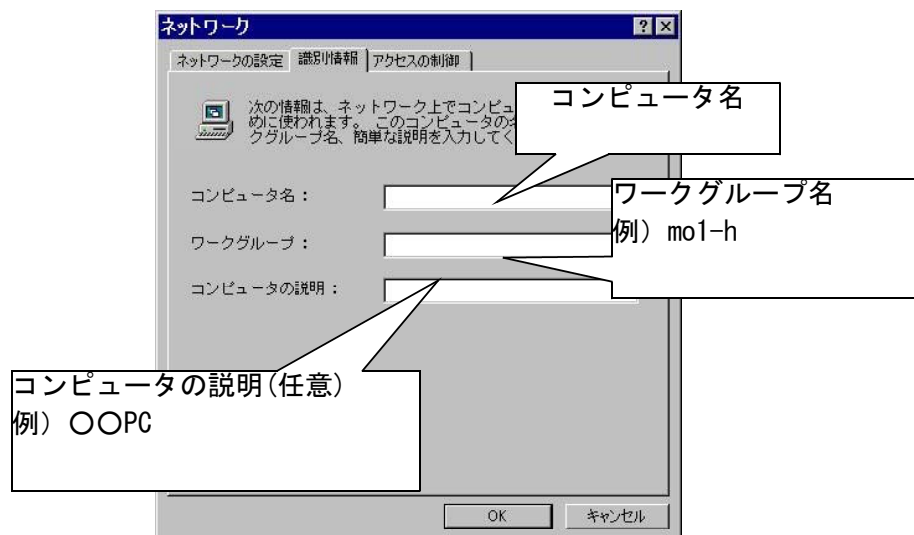 ネットワーク
ネットワークの設定 識別情報 アクセスの制御
次の情報は、ネットワーク上でコンピュ
めに使われます。 このコンピュータの
クグループ名、簡単な説明を入力してく
コンピュータ名
コンピュータ名：
ワークグループ名
例）mo1-h
ワークグループ：
コンピュータの説明：
コンピュータの説明(任意)
例）〇〇PC
OK キャンセル